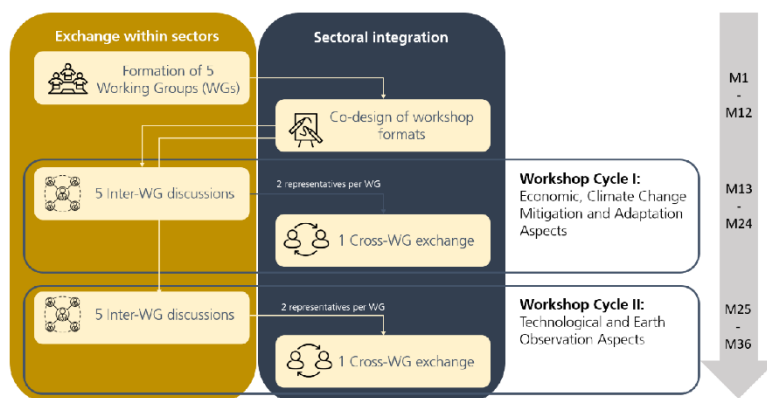 Exchange within sectors
Sectoral integration
Formation of 5
Working Groups (WGs)
Co-design of workshop
formats
M1
-
M12
5 Inter-WG discussions
2 representatives per WG
1 Cross-WG exchange
Workshop Cycle I:
Economic, Climate Change
Mitigation and Adaptation
Aspects
M13
-
M24
5 Inter-WG discussions
2 representatives per WG
1 Cross-WG exchange
Workshop Cycle II:
Technological and Earth
Observation Aspects
M25
-
M36